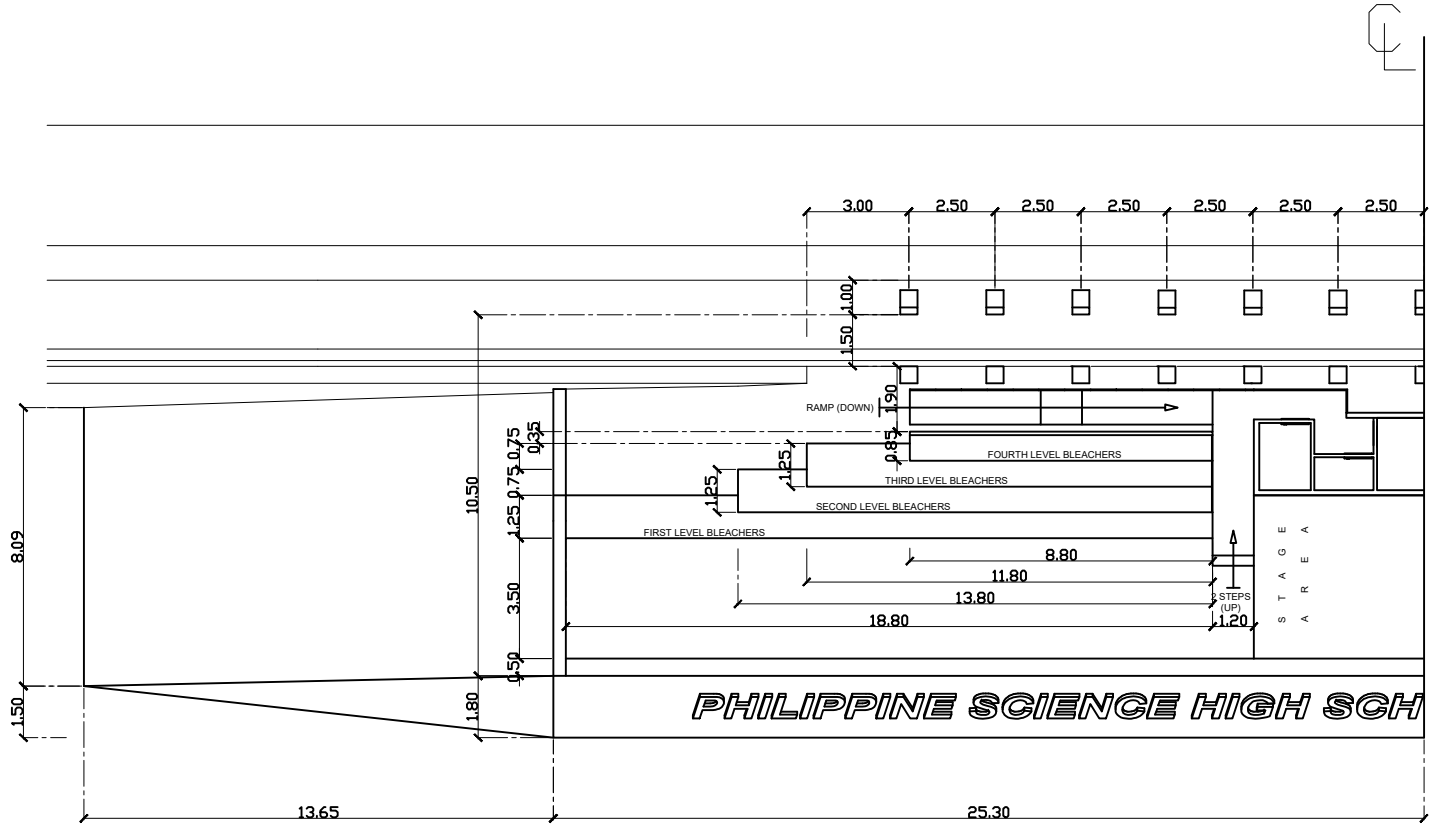 CL
3.00 2.50 2.50 2.50 2.50 2.50 2.50
1.00
1.50
1.90
RAMP (DOWN)
0.35
0.75
0.85
FOURTH LEVEL BLEACHERS
1.25
THIRD LEVEL BLEACHERS
0.75
1.25
SECOND LEVEL BLEACHERS
10.50
1.25
FIRST LEVEL BLEACHERS
8.09
8.80
11.80
3.50
13.80
2 STEPS
(UP)
18.80 1.20
STAGE
AREA
0.50
1.50
1.80
PHILIPPINE SCIENCE HIGH SCH
13.65 25.30